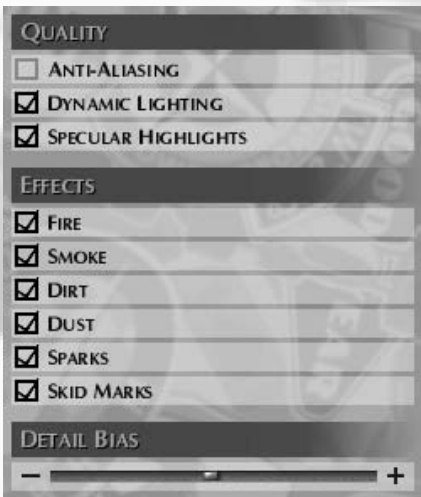 QUALITY
ANTI-ALIASING
DYNAMIC LIGHTING
SPECULAR HIGHLIGHTS
EFFECTS
FIRE
SMOKE
DIRT
DUST
SPARKS
SKID MARKS
DETAIL BIAS
− +